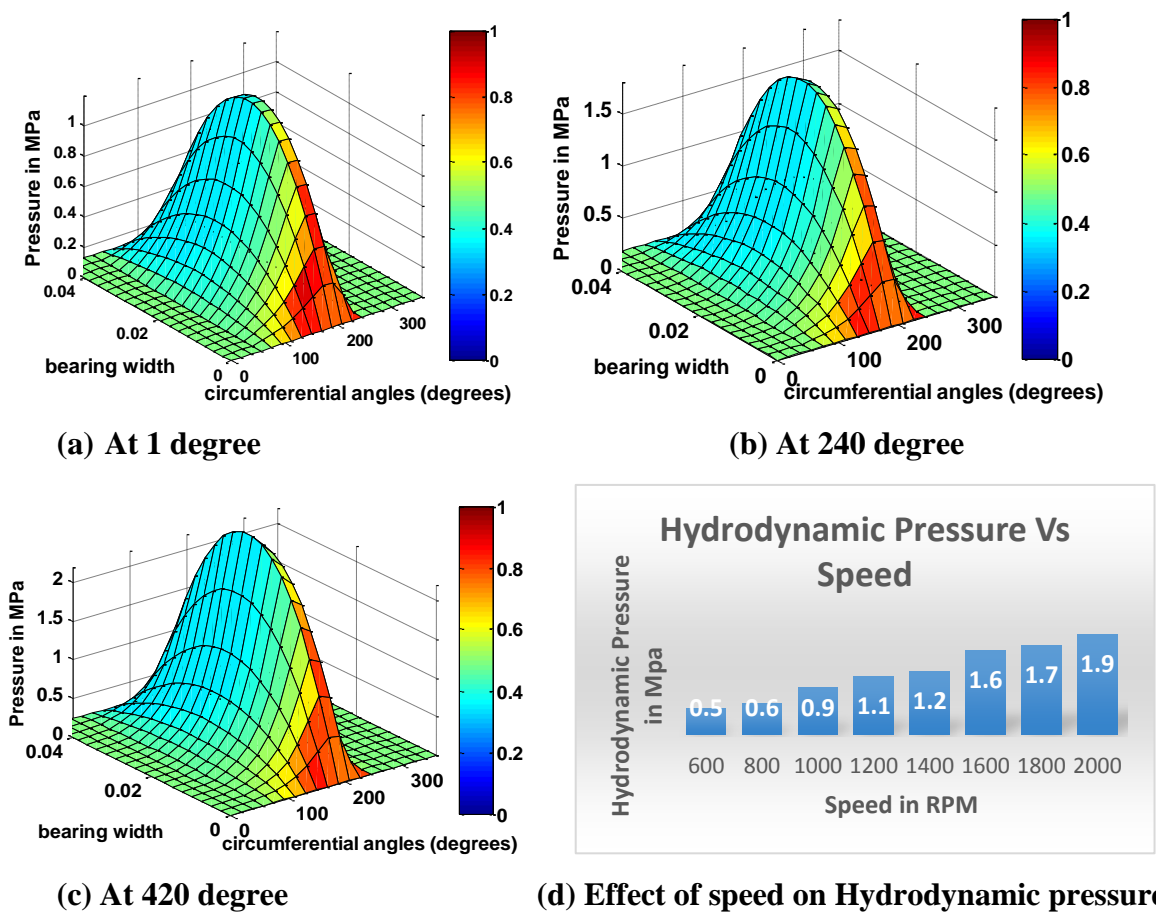 Pressure in MPa
1
0.8
0.6
0.4
0.2
0
0.04
0.02
0
bearing width
0
100
200
300
circumferential angles (degrees)
1
0.8
0.6
0.4
0.2
0
(a) At 1 degree
Pressure in MPa
1.5
1
0.5
0
0.04
0.02
0
bearing width
0
100
200
300
circumferential angles (degrees)
1
0.8
0.6
0.4
0.2
0
(b) At 240 degree
Pressure in MPa
2
1.5
1
0.5
0
0.04
0.02
0
bearing width
0
100
200
300
circumferential angles (degrees)
1
0.8
0.6
0.4
0.2
0
(c) At 420 degree
Hydrodynamic Pressure Vs
Speed
Hydrodynamic Pressure
in Mpa
0.5 0.6 0.9 1.1 1.2 1.6 1.7 1.9
600 800 1000 1200 1400 1600 1800 2000
Speed in RPM
(d) Effect of speed on Hydrodynamic pressure